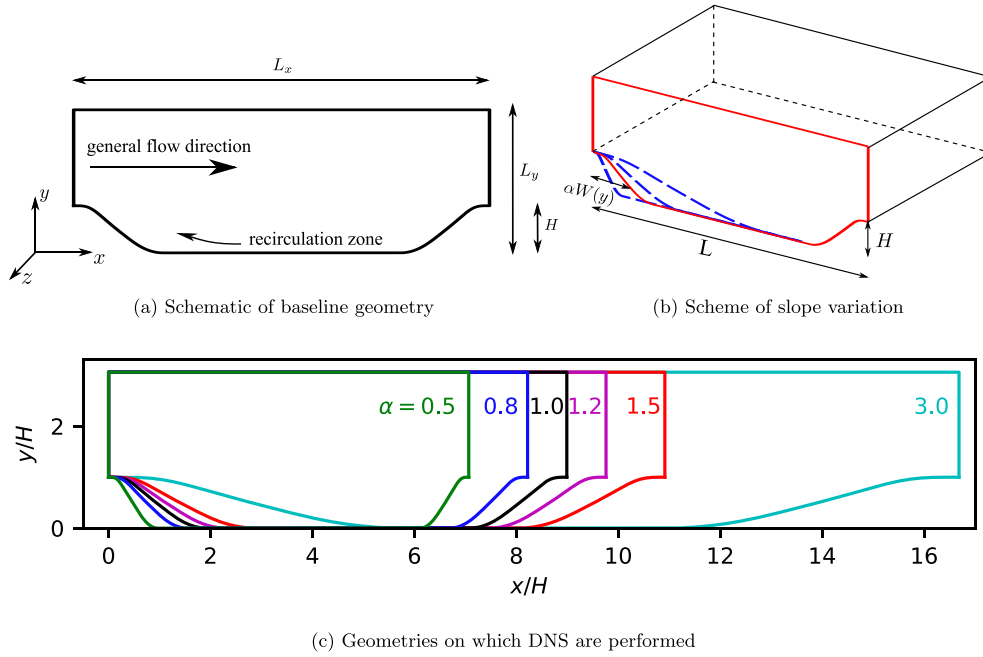 Lx
general flow direction
Ly
y
H
recirculation zone
x
z
αW(y)
L
H
(a) Schematic of baseline geometry
(b) Scheme of slope variation
α = 0.5 0.8 1.0 1.2 1.5 3.0
y/H
2
0
0 2 4 6 8 10 12 14 16
x/H
(c) Geometries on which DNS are performed